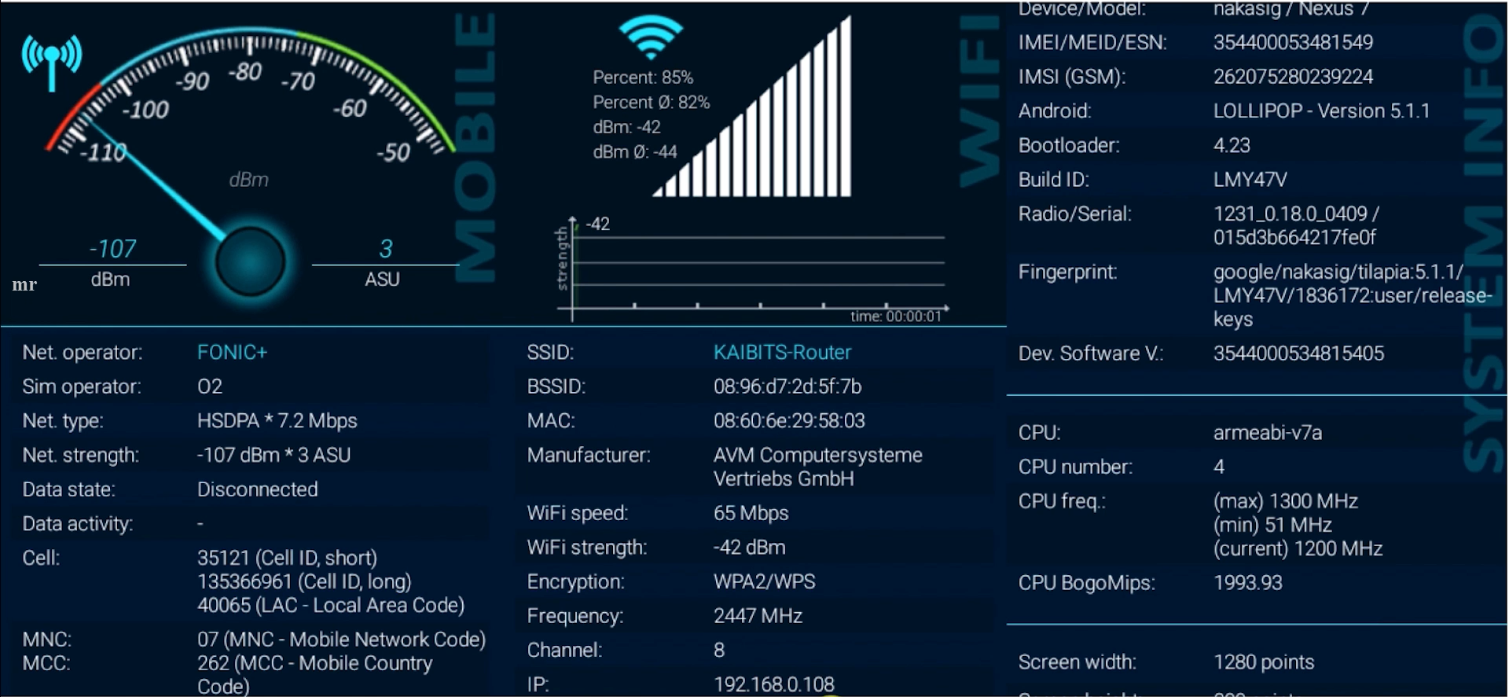 -110
-100
-90
-80
-70
-60
-50
dBm
-107
dBm
3
ASU
mr
MOBILE
Net. operator: FONIC+
Sim operator: O2
Net. type: HSDPA * 7.2 Mbps
Net. strength: -107 dBm * 3 ASU
Data state: Disconnected
Data activity: -
Cell: 35121 (Cell ID, short)
135366961 (Cell ID, long)
40065 (LAC - Local Area Code)
MNC: 07 (MNC - Mobile Network Code)
MCC: 262 (MCC - Mobile Country
Code)
Percent: 85%
Percent Ø: 82%
dBm: -42
dBm Ø: -44
WIFI
-42
strength
time: 00:00:01
SSID: KAIBITS-Router
BSSID: 08:96:d7:2d:5f:7b
MAC: 08:60:6e:29:58:03
Manufacturer: AVM Computersysteme
Vertriebs GmbH
WiFi speed: 65 Mbps
WiFi strength: -42 dBm
Encryption: WPA2/WPS
Frequency: 2447 MHz
Channel: 8
IP: 192.168.0.108
Device/Model: nakasig / Nexus 7
IMEI/MEID/ESN: 354400053481549
IMSI (GSM): 262075280239224
Android: LOLLIPOP - Version 5.1.1
Bootloader: 4.23
Build ID: LMY47V
Radio/Serial: 1231_0.18.0_0409 /
015d3b664217fe0f
Fingerprint: google/nakasig/tilapia:5.1.1/
LMY47V/1836172:user/release-
keys
Dev. Software V.: 3544000534815405
SYSTEM INFO
CPU: armeabi-v7a
CPU number: 4
CPU freq.: (max) 1300 MHz
(min) 51 MHz
(current) 1200 MHz
CPU BogoMips: 1993.93
Screen width: 1280 points